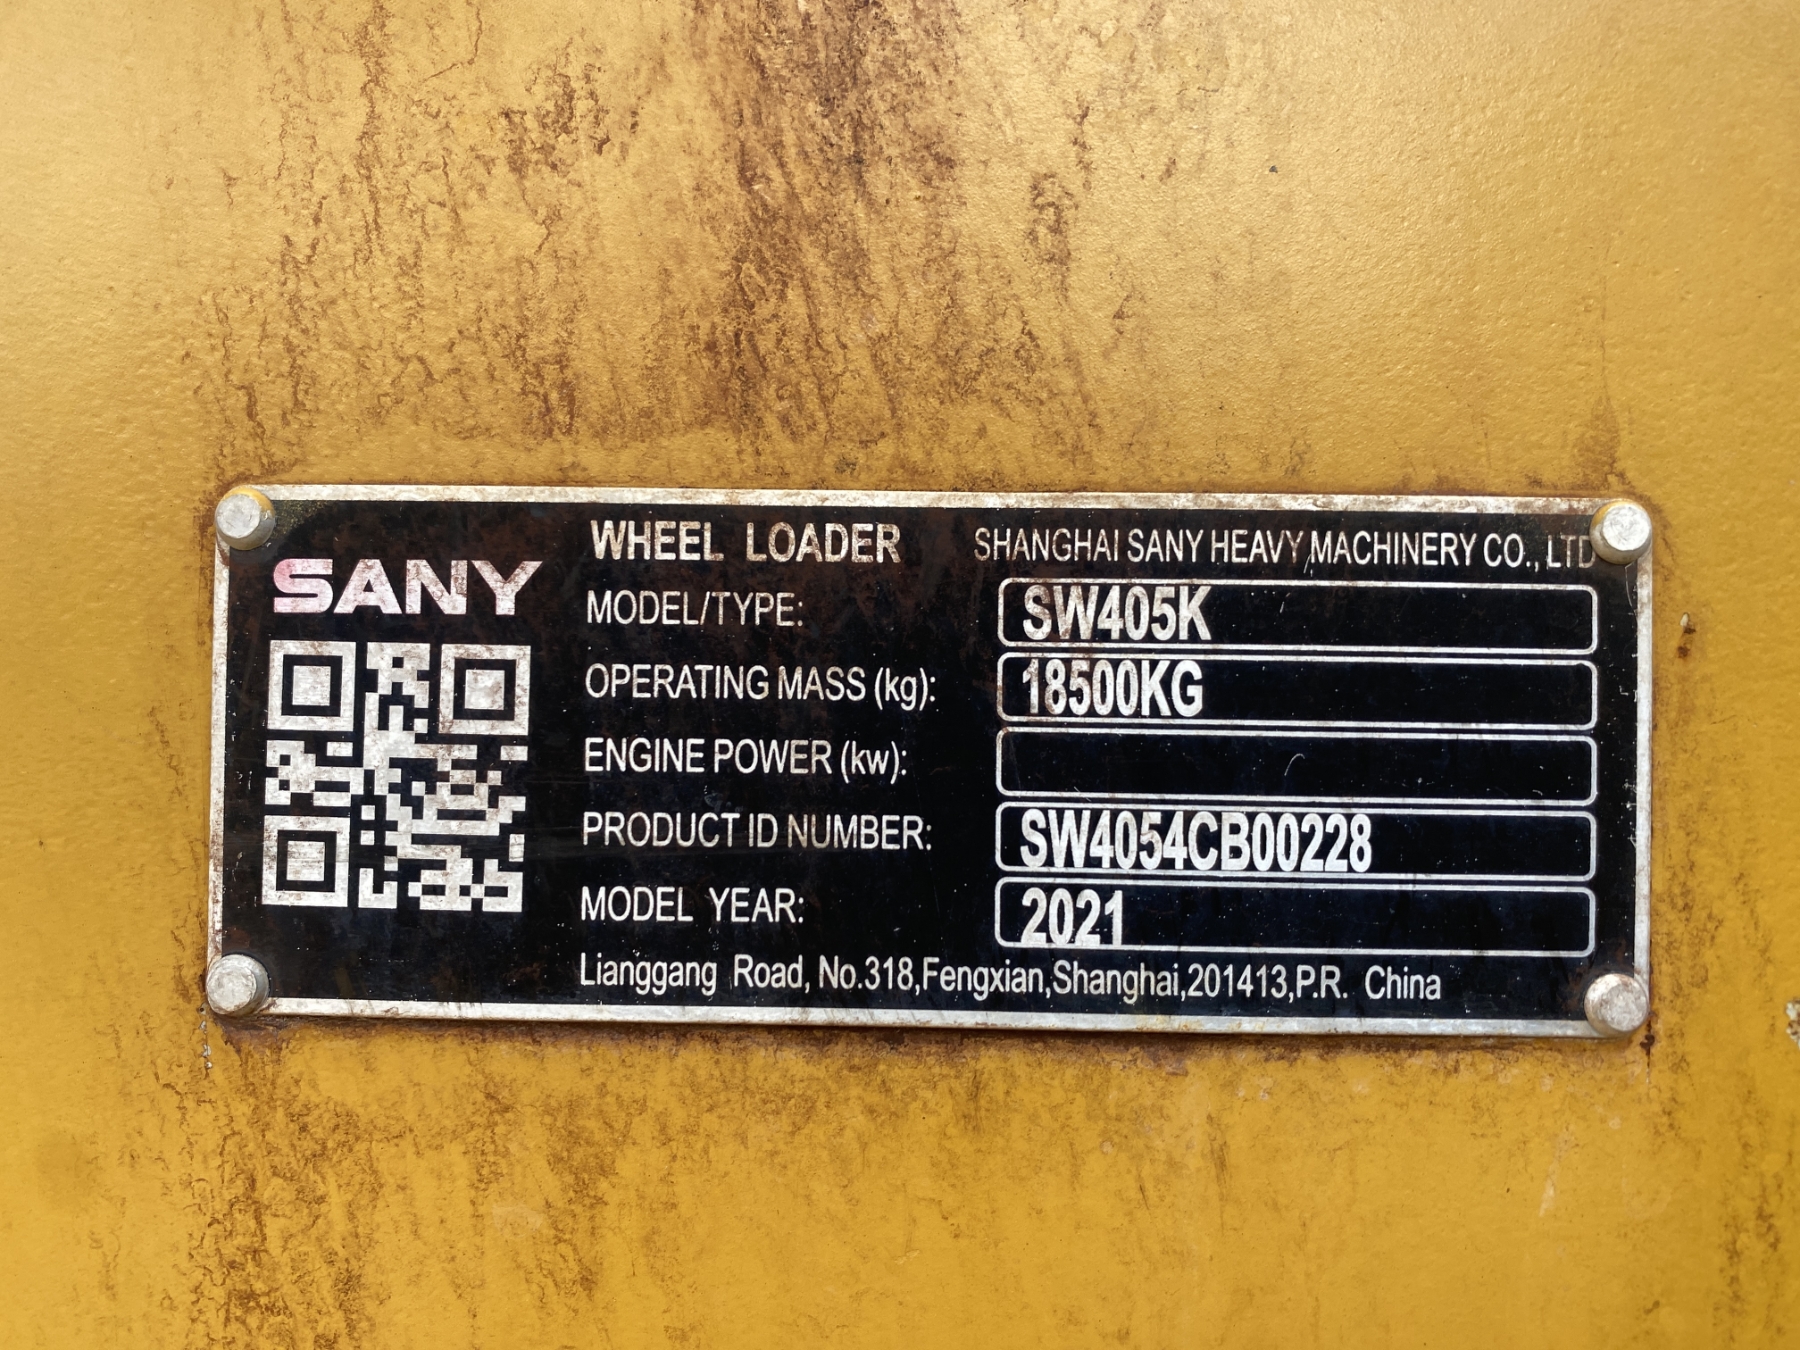 SANY
WHEEL LOADER SHANGHAI SANY HEAVY MACHINERY CO., LTD
MODEL/TYPE: SW405K
OPERATING MASS (kg): 18500KG
ENGINE POWER (kw):
PRODUCT ID NUMBER: SW4054CB00228
MODEL YEAR: 2021
Lianggang Road, No.318,Fengxian,Shanghai,201413,P.R. China